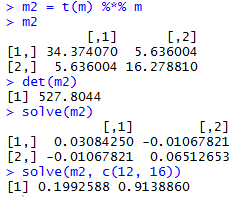 > m2 = t(m) %*% m
> m2
[,1] [,2]
[1,] 34.374070 5.636004
[2,] 5.636004 16.278810
> det(m2)
[1] 527.8044
> solve(m2)
[,1] [,2]
[1,] 0.03084250 -0.01067821
[2,] -0.01067821 0.06512653
> solve(m2, c(12, 16))
[1] 0.1992588 0.9138860